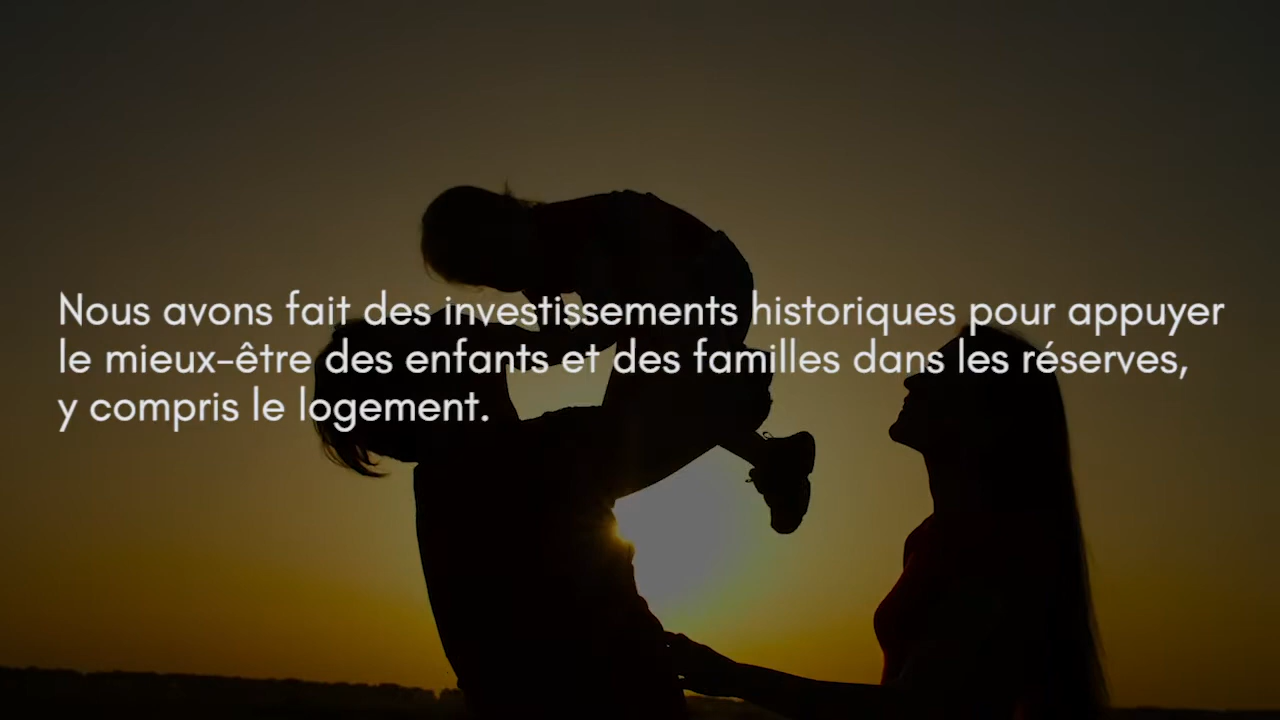 Nous avons fait des investissements historiques pour appuyer
le mieux-être des enfants et des familles dans les réserves,
y compris le logement.